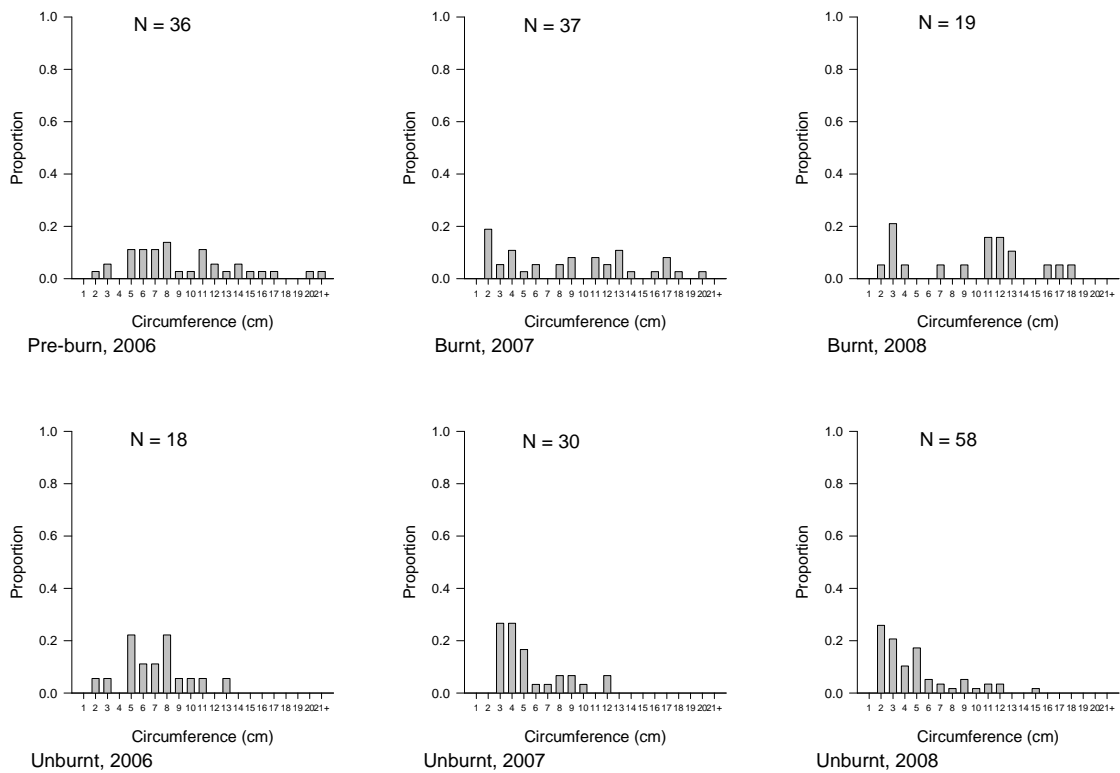 N = 36
1.0
0.8
0.6
0.4
0.2
0.0
Proportion
1 2 3 4 5 6 7 8 9 10 11 12 13 14 15 16 17 18 19 20 21+
Circumference (cm)
Pre-burn, 2006
N = 37
1.0
0.8
0.6
0.4
0.2
0.0
Proportion
1 2 3 4 5 6 7 8 9 10 11 12 13 14 15 16 17 18 19 20 21+
Circumference (cm)
Burnt, 2007
N = 19
1.0
0.8
0.6
0.4
0.2
0.0
Proportion
1 2 3 4 5 6 7 8 9 10 11 12 13 14 15 16 17 18 19 20 21+
Circumference (cm)
Burnt, 2008
N = 18
1.0
0.8
0.6
0.4
0.2
0.0
Proportion
1 2 3 4 5 6 7 8 9 10 11 12 13 14 15 16 17 18 19 20 21+
Circumference (cm)
Unburnt, 2006
N = 30
1.0
0.8
0.6
0.4
0.2
0.0
Proportion
1 2 3 4 5 6 7 8 9 10 11 12 13 14 15 16 17 18 19 20 21+
Circumference (cm)
Unburnt, 2007
N = 58
1.0
0.8
0.6
0.4
0.2
0.0
Proportion
1 2 3 4 5 6 7 8 9 10 11 12 13 14 15 16 17 18 19 20 21+
Circumference (cm)
Unburnt, 2008